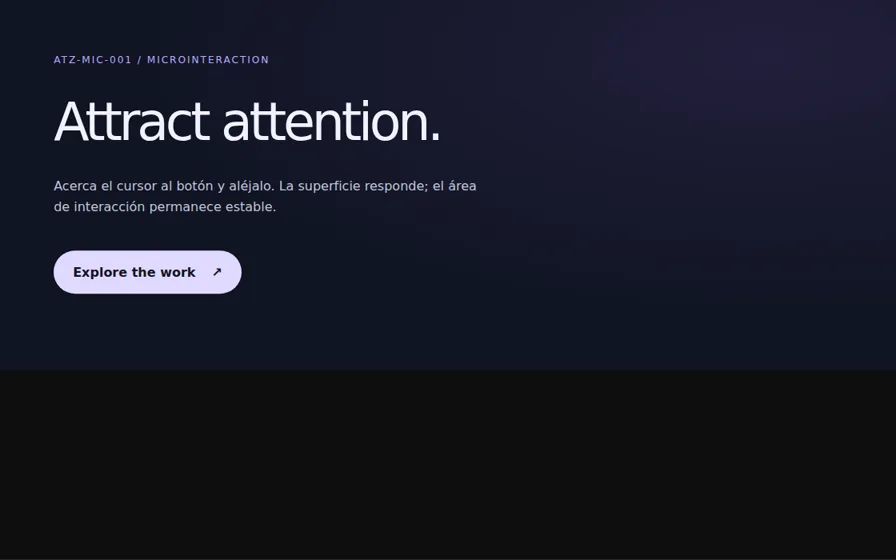 ATZ-MIC-001 / MICROINTERACTION
Attract attention.
Acerca el cursor al botón y aléjalo. La superficie responde; el área
de interacción permanece estable.
Explore the work ↗